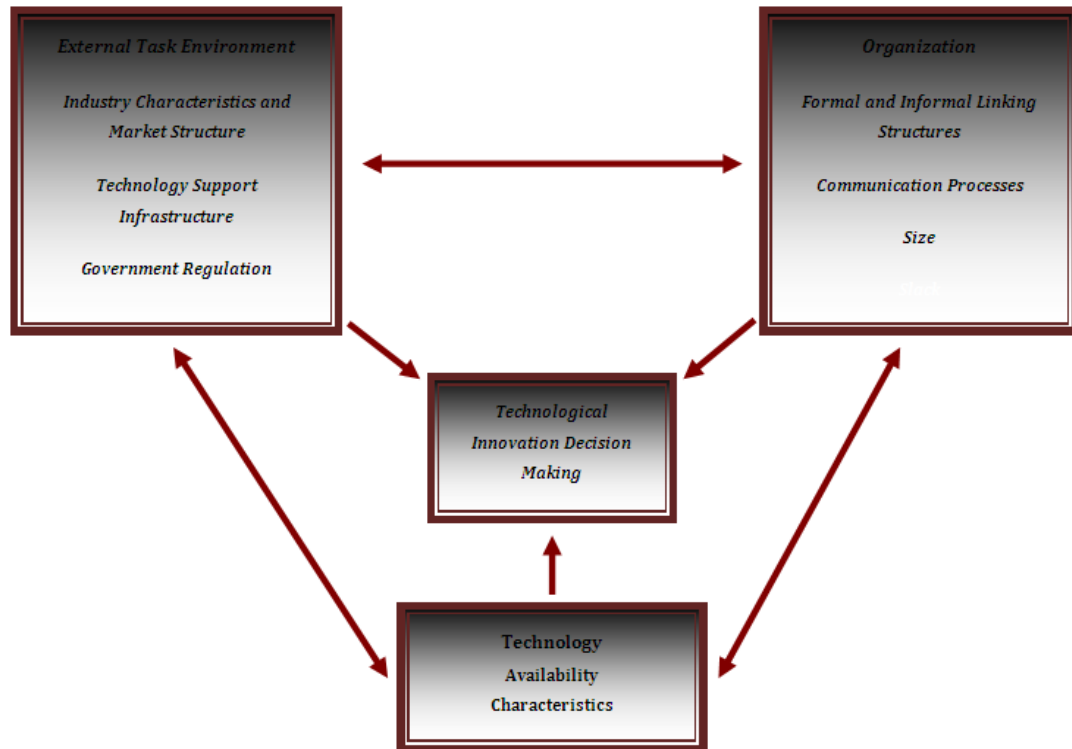 External Task Environment
Industry Characteristics and
Market Structure
Technology Support
Infrastructure
Government Regulation
Organization
Formal and Informal Linking
Structures
Communication Processes
Size
Slack
Technological
Innovation Decision
Making
Technology
Availability
Characteristics